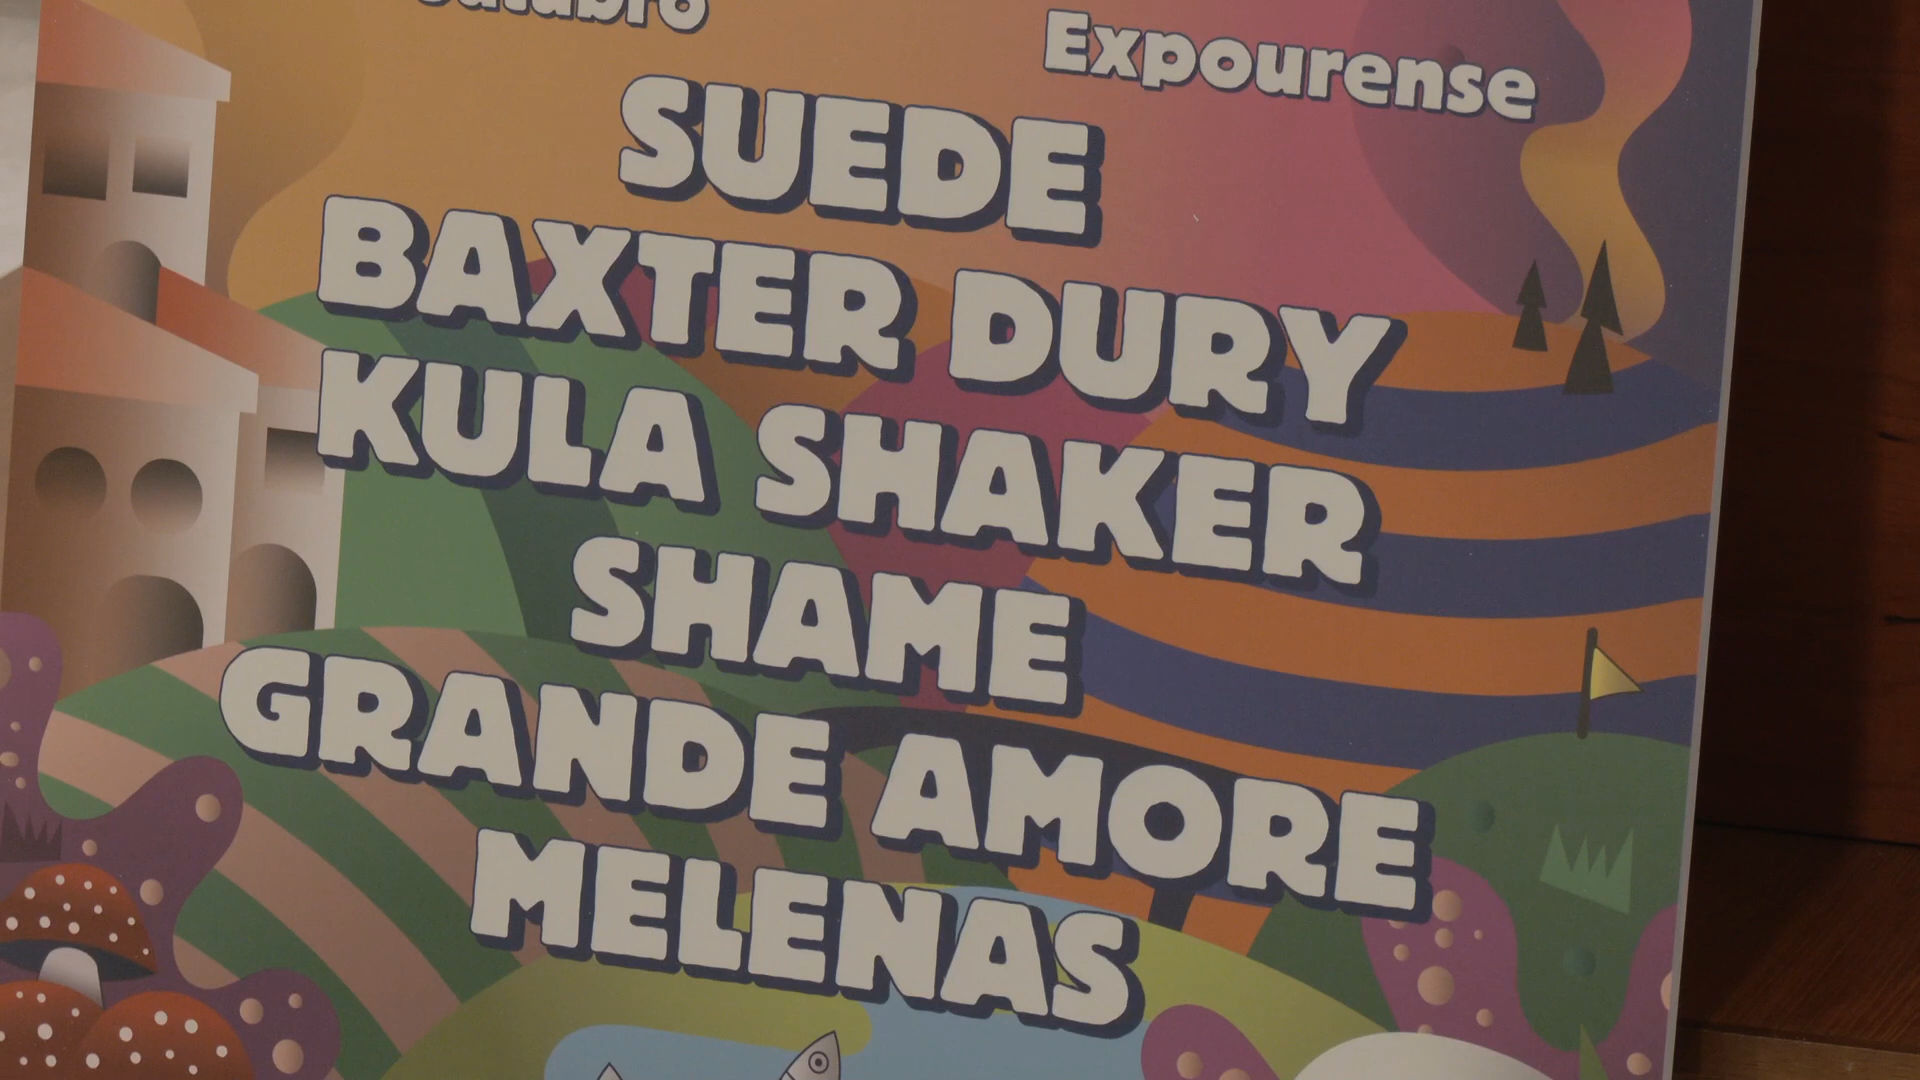 Expourense
SUEDE
BAXTER DURY
KULA SHAKER
SHAME
GRANDE AMORE
MELENAS